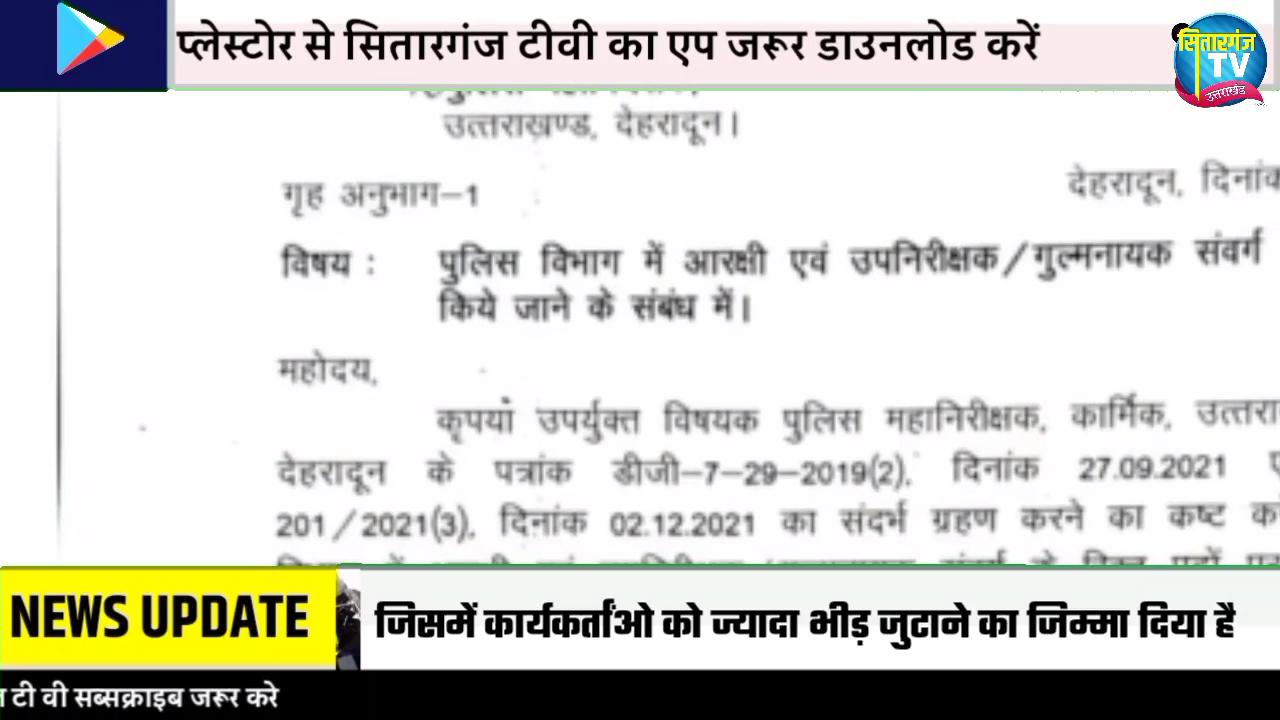 प्लेस्टोर से सितारगंज टीवी का एप जरूर डाउनलोड करें
सितारगंज
TV
उत्तराखंड
उत्तराखण्ड, देहरादून।
गृह अनुभाग–1
देहरादून, दिनांक
विषय : पुलिस विभाग में आरक्षी एवं उपनिरीक्षक/गुल्मनायक संवर्ग
किये जाने के संबंध में।
महोदय,
कृपया उपर्युक्त विषयक पुलिस महानिरीक्षक, कार्मिक,
देहरादून के पत्रांक डीजी–7–29–2019(2), दिनांक 27.09.2021
201/2021(3), दिनांक 02.12.2021 का संदर्भ ग्रहण करने का कष्ट
NEWS UPDATE
जिसमें कार्यकर्तांओ को ज्यादा भीड़ जुटाने का जिम्मा दिया है
टी वी सब्सक्राइब जरूर करे